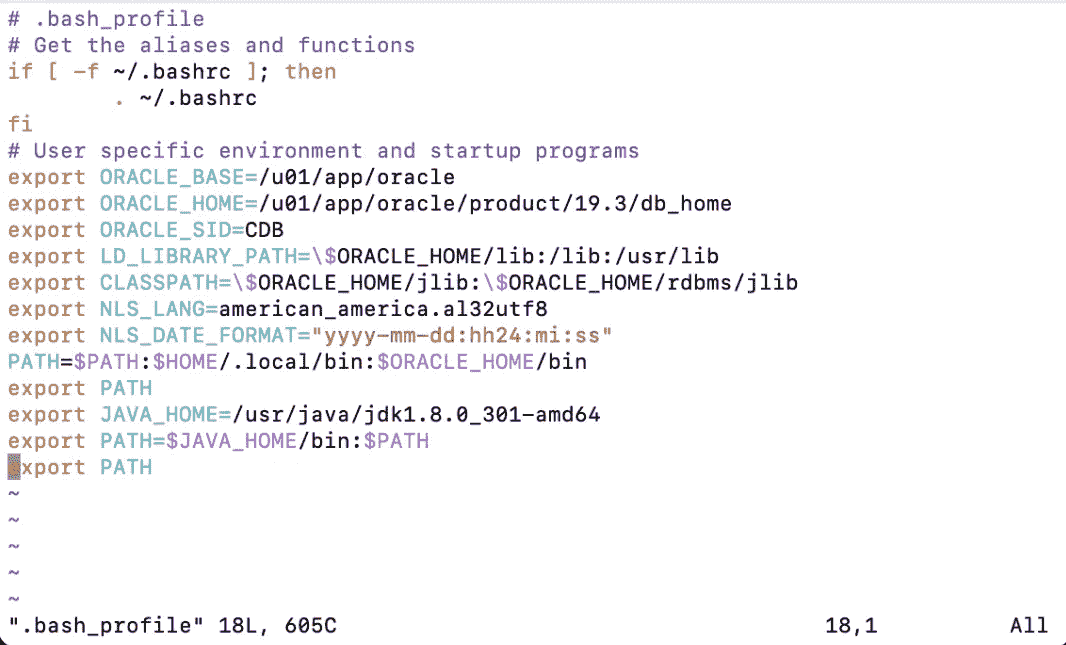 # .bash_profile
# Get the aliases and functions
if [ -f ~/.bashrc ]; then
        . ~/.bashrc
fi
# User specific environment and startup programs
export ORACLE_BASE=/u01/app/oracle
export ORACLE_HOME=/u01/app/oracle/product/19.3/db_home
export ORACLE_SID=CDB
export LD_LIBRARY_PATH=\$ORACLE_HOME/lib:/lib:/usr/lib
export CLASSPATH=\$ORACLE_HOME/jlib:\$ORACLE_HOME/rdbms/jlib
export NLS_LANG=american_america.al32utf8
export NLS_DATE_FORMAT="yyyy-mm-dd:hh24:mi:ss"
PATH=$PATH:$HOME/.local/bin:$ORACLE_HOME/bin
export PATH
export JAVA_HOME=/usr/java/jdk1.8.0_301-amd64
export PATH=$JAVA_HOME/bin:$PATH
export PATH
~
~
~
~
~
".bash_profile" 18L, 605C                                      18,1          All